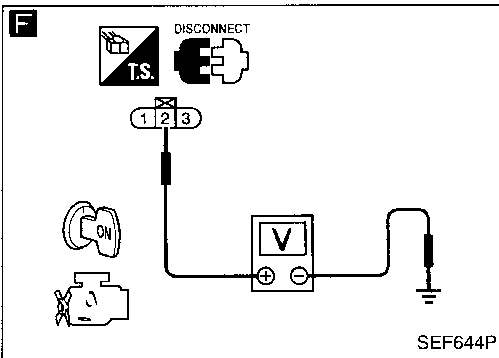 F
DISCONNECT
T.S.
1 2 3
ON
V
+ −
SEF644P